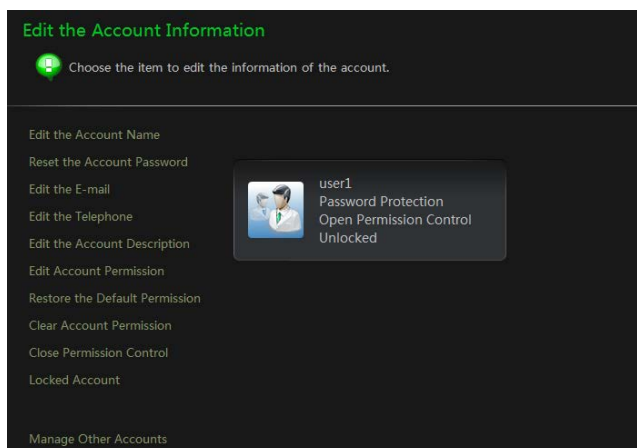 Edit the Account Information
Choose the item to edit the information of the account.
Edit the Account Name
Reset the Account Password
Edit the E-mail
Edit the Telephone
Edit the Account Description
Edit Account Permission
Restore the Default Permission
Clear Account Permission
Close Permission Control
Locked Account
Manage Other Accounts
user1
Password Protection
Open Permission Control
Unlocked